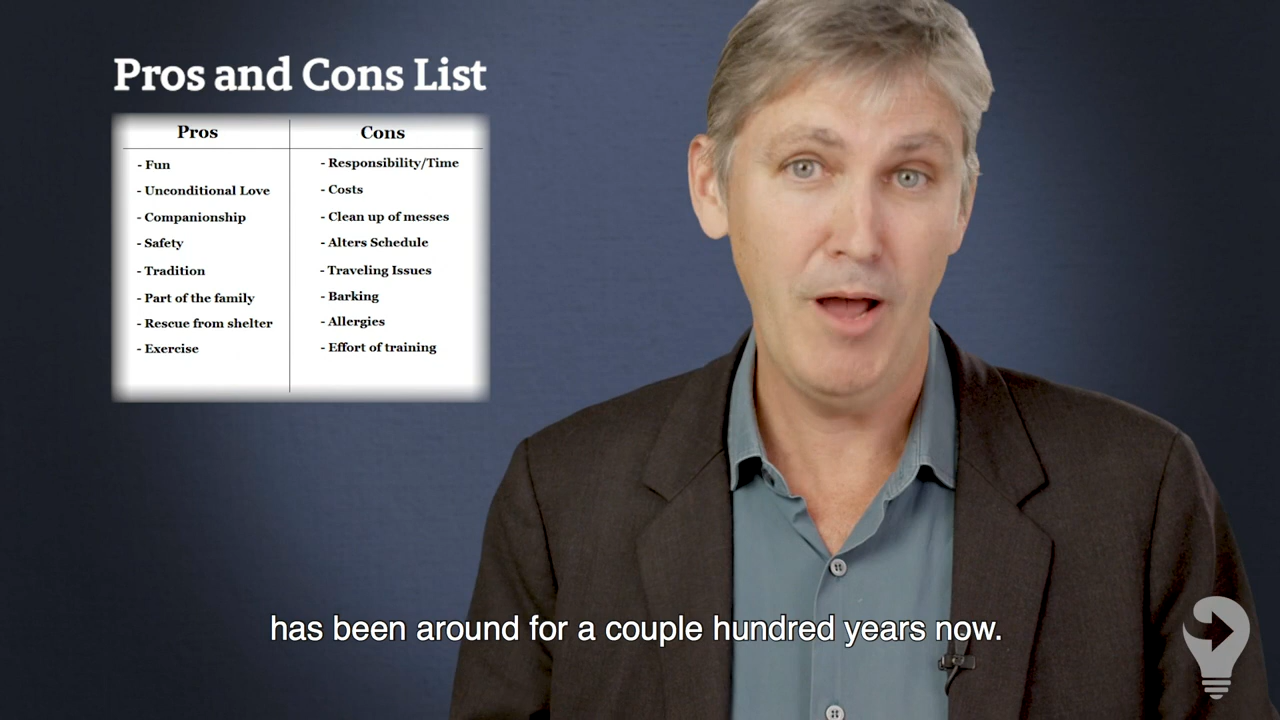 Pros and Cons List
Pros
Cons
- Fun
- Responsibility/Time
- Unconditional Love
- Costs
- Companionship
- Clean up of messes
- Safety
- Alters Schedule
- Tradition
- Traveling Issues
- Part of the family
- Barking
- Rescue from shelter
- Allergies
- Exercise
- Effort of training
has been around for a couple hundred years now.